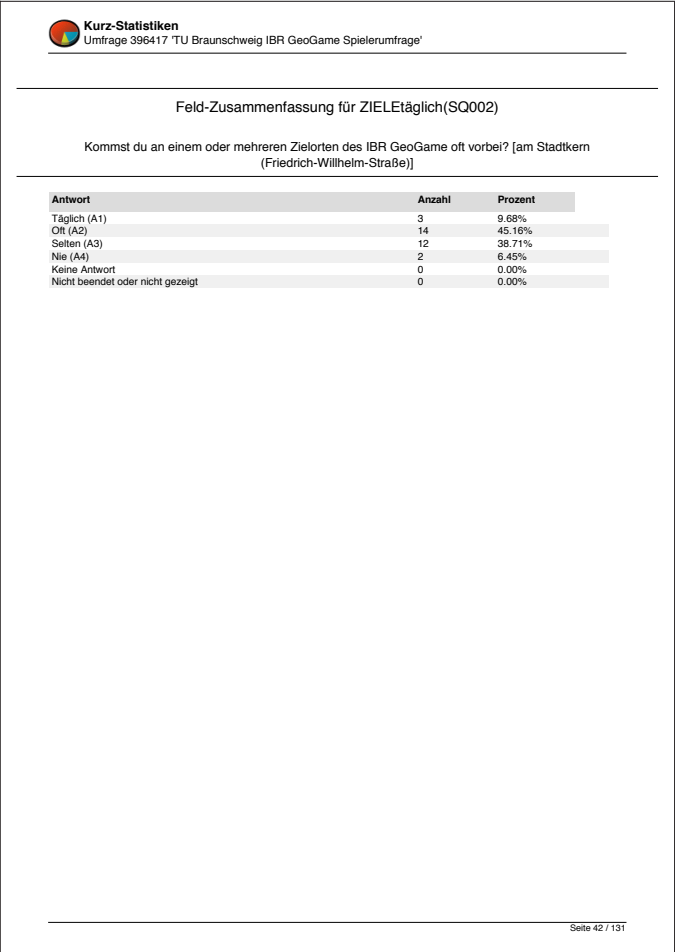 Kurz-Statistiken
Umfrage 396417 'TU Braunschweig IBR GeoGame Spielerumfrage'
Feld-Zusammenfassung für ZIELEtäglich(SQ002)
Kommst du an einem oder mehreren Zielorten des IBR GeoGame oft vorbei? [am Stadtkern
(Friedrich-Willhelm-Straße)]
Antwort Anzahl Prozent
Täglich (A1) 3 9.68%
Oft (A2) 14 45.16%
Selten (A3) 12 38.71%
Nie (A4) 2 6.45%
Keine Antwort 0 0.00%
Nicht beendet oder nicht gezeigt 0 0.00%
Seite 42 / 131